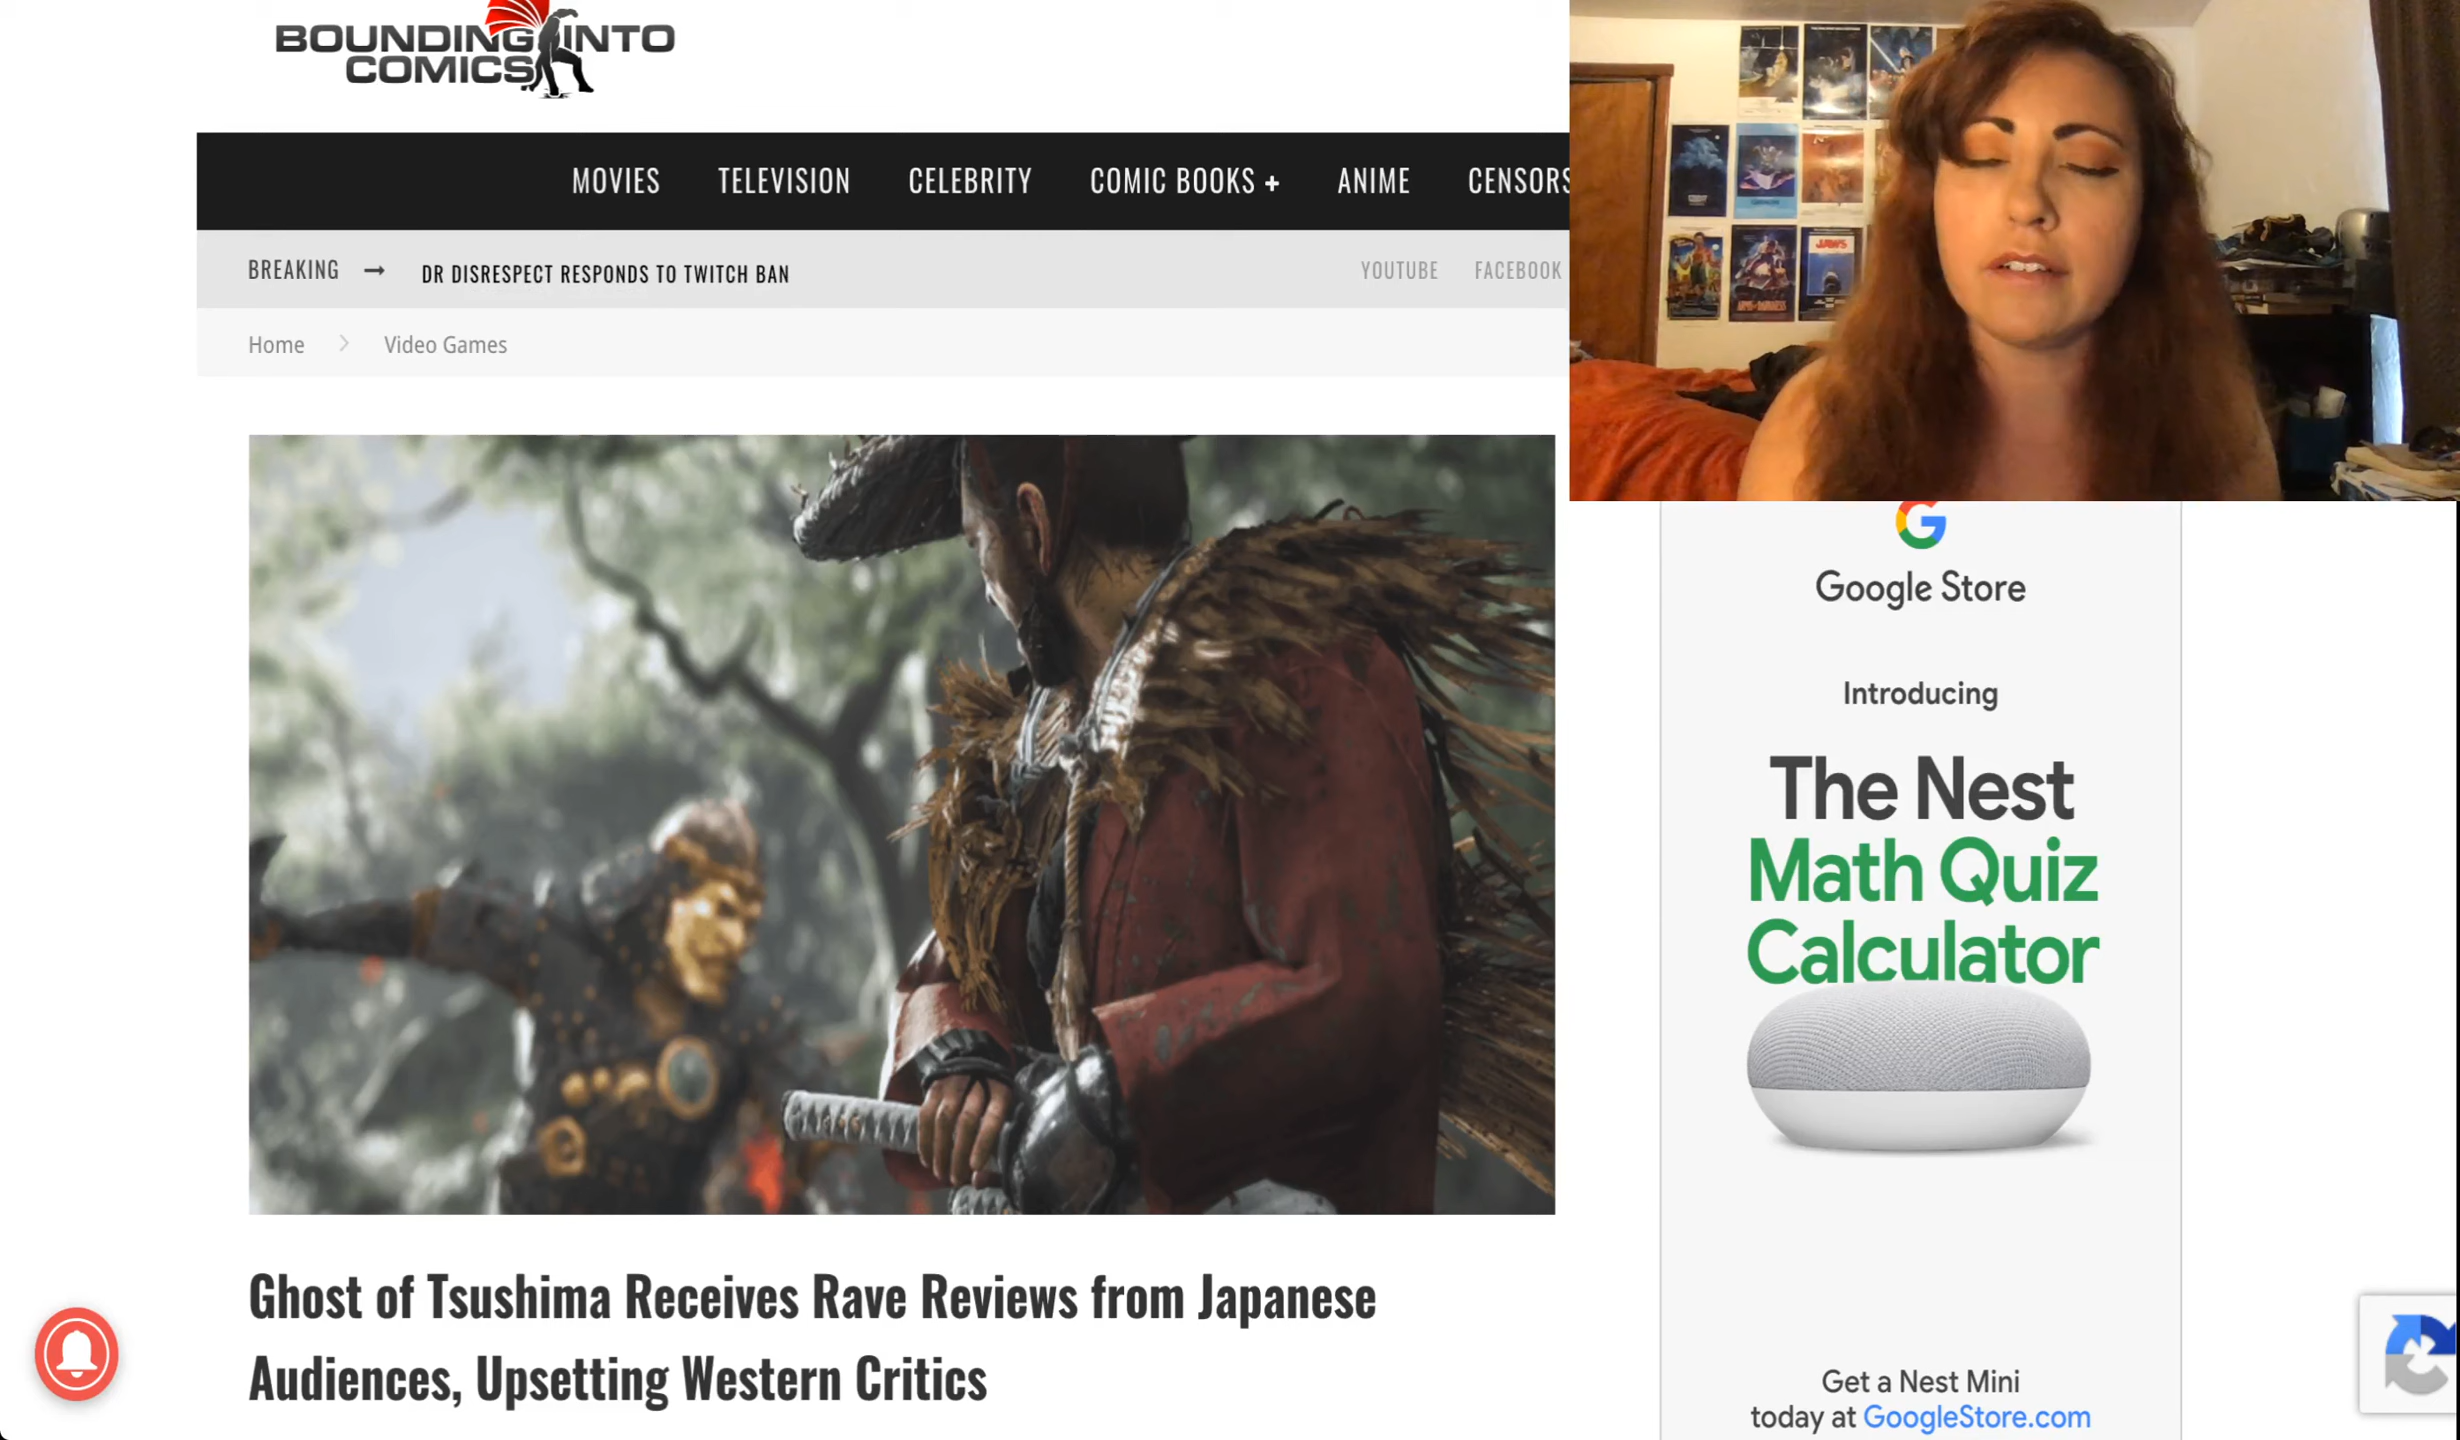 BOUNDING INTO
COMICS
MOVIES TELEVISION CELEBRITY COMIC BOOKS + ANIME CENSORS
BREAKING → DR DISRESPECT RESPONDS TO TWITCH BAN YOUTUBE FACEBOOK
Home > Video Games
JAWS
Google Store
Introducing
The Nest
Math Quiz
Calculator
Get a Nest Mini
today at GoogleStore.com
Ghost of Tsushima Receives Rave Reviews from Japanese
Audiences, Upsetting Western Critics